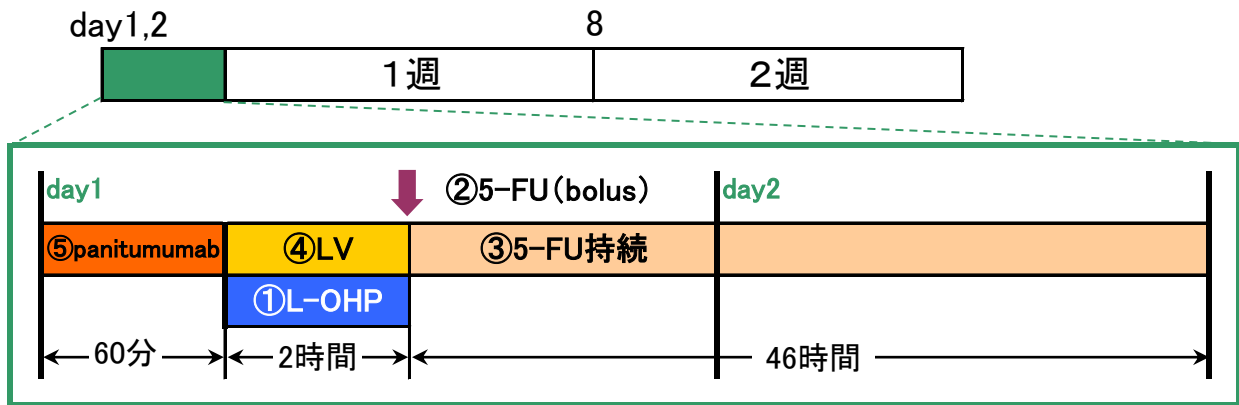 day1,2
8
1週
2週
day1
②5-FU(bolus)
day2
⑤panitumumab
④LV
③5-FU持続
①L-OHP
60分
2時間
46時間